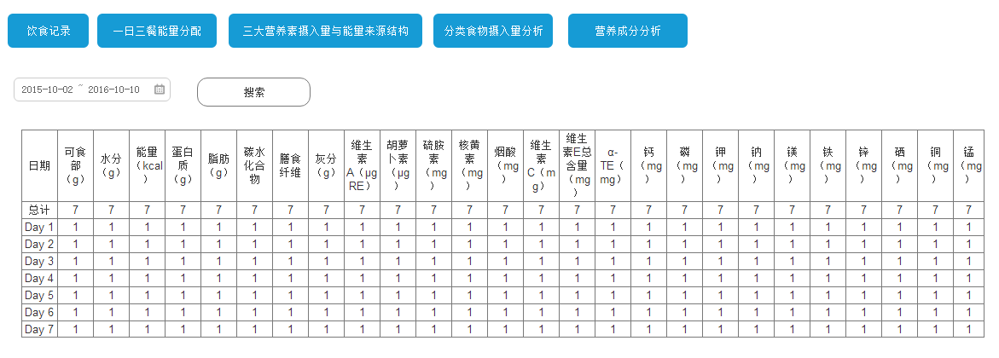 饮食记录 一日三餐能量分配 三大营养素摄入量与能量来源结构 分类食物摄入量分析 营养成分分析
2015-10-02 ~ 2016-10-10 搜索
日期 可食部（g） 水分（g） 能量（kcal） 蛋白质（g） 脂肪（g） 碳水化合物 膳食纤维 灰分（g） 维生素A（μgRE） 胡萝卜素（μg） 硫胺素（mg） 核黄素（mg） 烟酸（mg） 维生素C（mg） 维生素E总含量（mg） α-TE（mg） 钙（mg） 磷（mg） 钾（mg） 钠（mg） 镁（mg） 铁（mg） 锌（mg） 硒（mg） 铜（mg） 锰（mg）
总计 7 7 7 7 7 7 7 7 7 7 7 7 7 7 7 7 7 7 7 7 7 7 7 7 7 7
Day 1 1 1 1 1 1 1 1 1 1 1 1 1 1 1 1 1 1 1 1 1 1 1 1 1 1 1
Day 2 1 1 1 1 1 1 1 1 1 1 1 1 1 1 1 1 1 1 1 1 1 1 1 1 1 1
Day 3 1 1 1 1 1 1 1 1 1 1 1 1 1 1 1 1 1 1 1 1 1 1 1 1 1 1
Day 4 1 1 1 1 1 1 1 1 1 1 1 1 1 1 1 1 1 1 1 1 1 1 1 1 1 1
Day 5 1 1 1 1 1 1 1 1 1 1 1 1 1 1 1 1 1 1 1 1 1 1 1 1 1 1
Day 6 1 1 1 1 1 1 1 1 1 1 1 1 1 1 1 1 1 1 1 1 1 1 1 1 1 1
Day 7 1 1 1 1 1 1 1 1 1 1 1 1 1 1 1 1 1 1 1 1 1 1 1 1 1 1